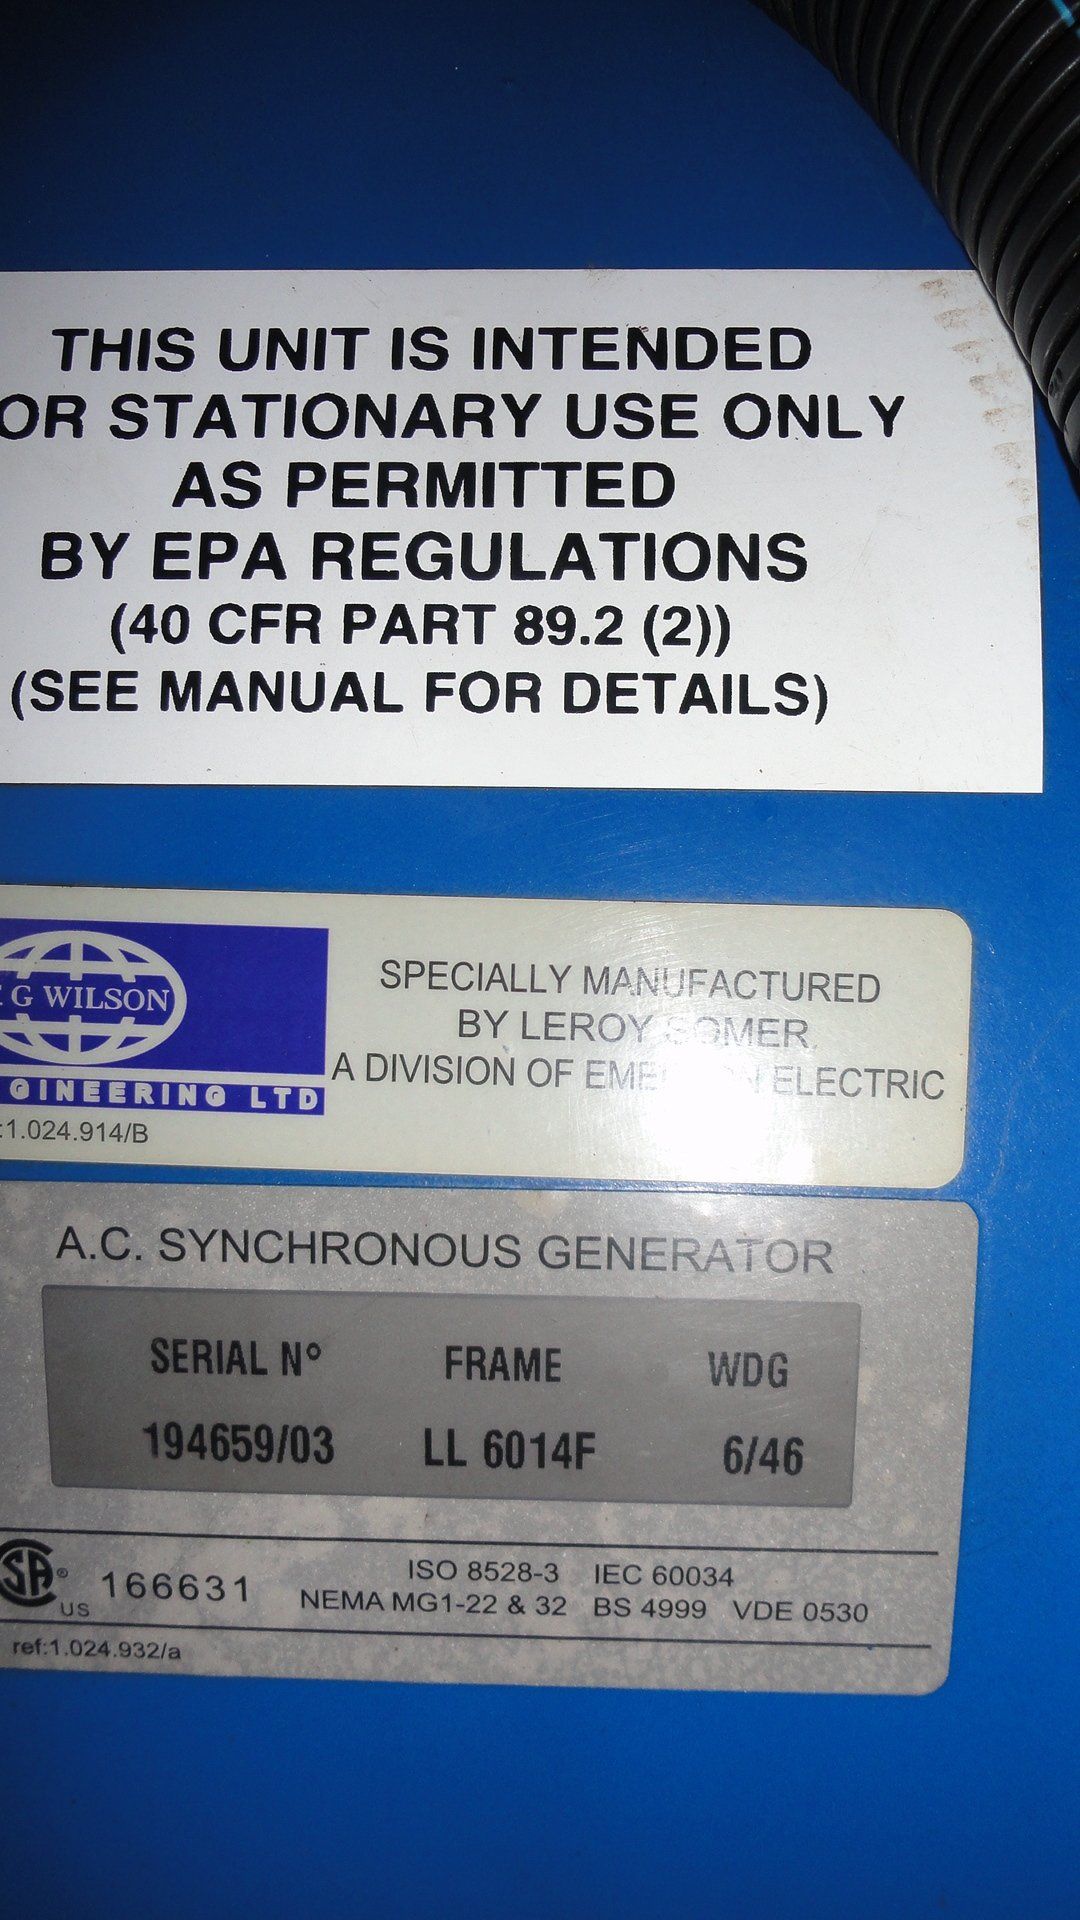 THIS UNIT IS INTENDED
OR STATIONARY USE ONLY
AS PERMITTED
BY EPA REGULATIONS
(40 CFR PART 89.2 (2))
(SEE MANUAL FOR DETAILS)
G WILSON
GINEERING LTD
:1.024.914/B
SPECIALLY MANUFACTURED
BY LEROY SOMER
A DIVISION OF ELECTRIC
A.C. SYNCHRONOUS GENERATOR
SERIAL N° FRAME WDG
194659/03 LL 6014F 6/46
SA® US 166631
ISO 8528-3 IEC 60034
NEMA MG1-22 & 32 BS 4999 VDE 0530
ref:1.024.932/a